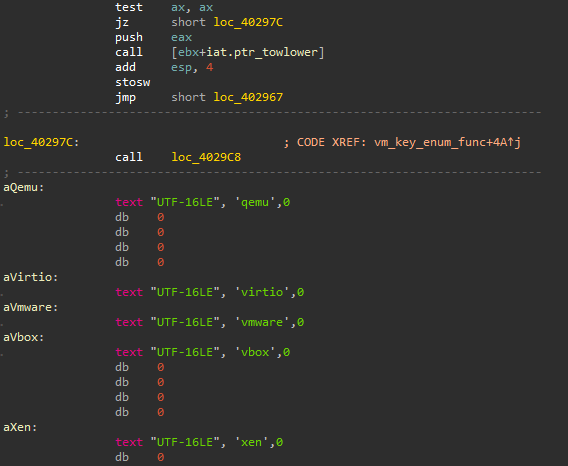 test ax, ax
jz short loc_40297C
push eax
call [ebx+iat.ptr_towlower]
add esp, 4
stosw
jmp short loc_402967
; ---------------------------------------------------------------------------
loc_40297C: ; CODE XREF: vm_key_enum_func+4A↑j
call loc_4029C8
; ---------------------------------------------------------------------------
aQemu:
text "UTF-16LE", 'qemu',0
db 0
db 0
db 0
db 0
aVirtio:
text "UTF-16LE", 'virtio',0
aVmware:
text "UTF-16LE", 'vmware',0
aVbox:
text "UTF-16LE", 'vbox',0
db 0
db 0
db 0
db 0
aXen:
text "UTF-16LE", 'xen',0
db 0